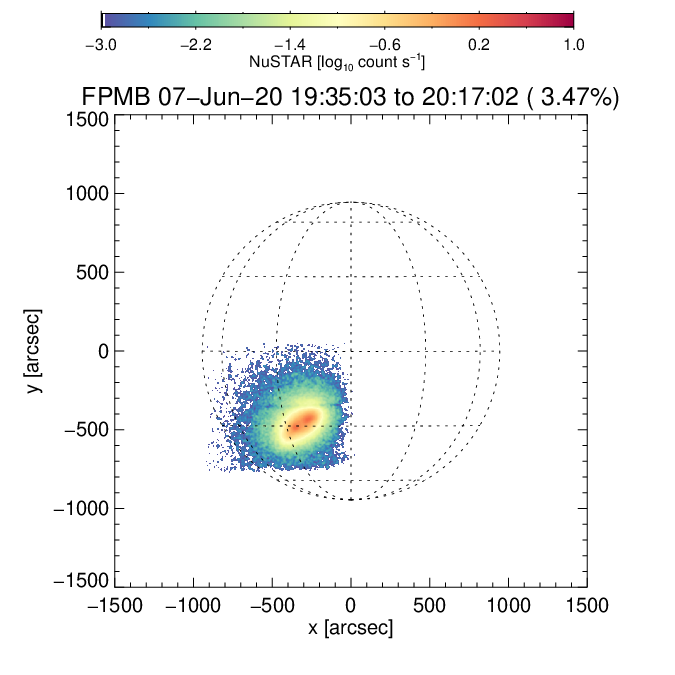 −3.0 −2.2 −1.4 −0.6 0.2 1.0
NuSTAR [log₁₀ count s⁻¹]
FPMB 07−Jun−20 19:35:03 to 20:17:02 ( 3.47%)
1500
1000
500
0
−500
−1000
−1500
y [arcsec]
−1500 −1000 −500 0 500 1000 1500
x [arcsec]